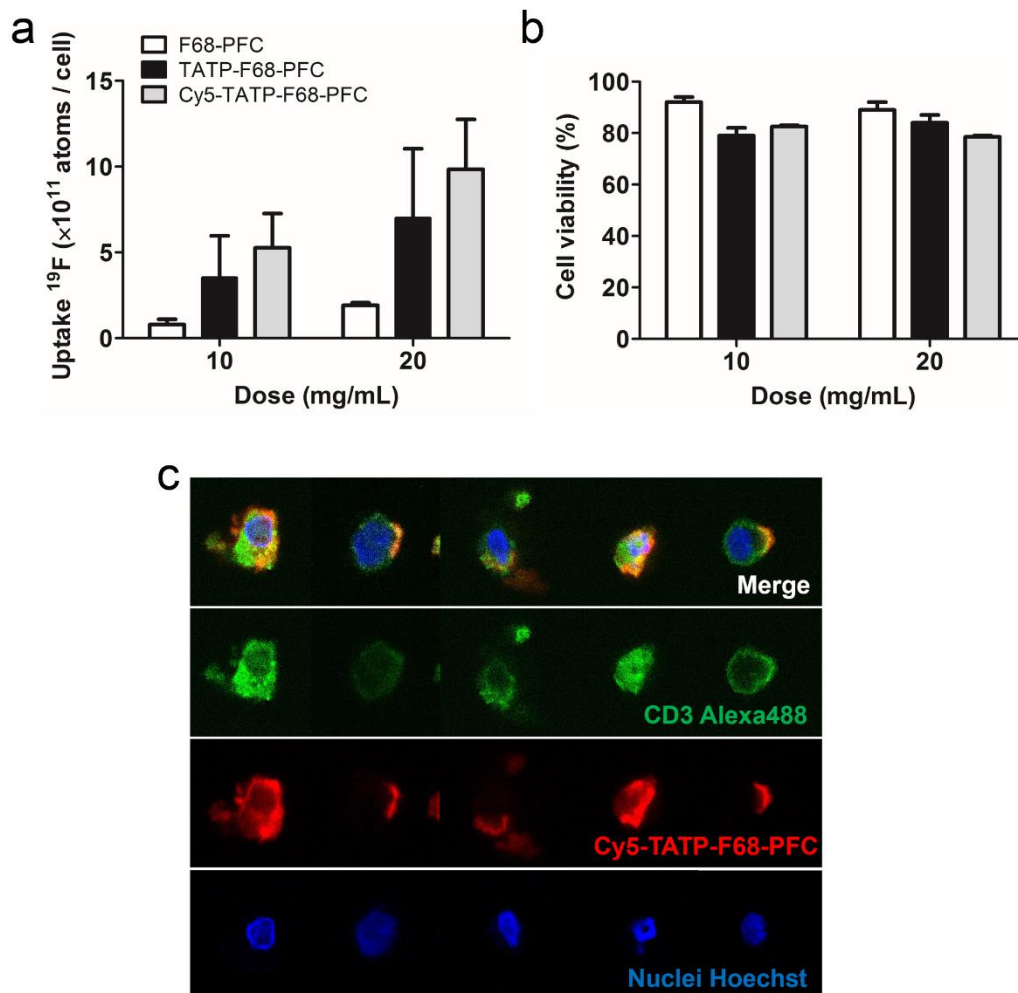 a
F68-PFC
TATP-F68-PFC
Cy5-TATP-F68-PFC
Uptake ¹⁹F (×10¹¹ atoms / cell)
15
10
5
0
10 20
Dose (mg/mL)
b
Cell viability (%)
100
80
60
40
20
0
10 20
Dose (mg/mL)
c
Merge
CD3 Alexa488
Cy5-TATP-F68-PFC
Nuclei Hoechst